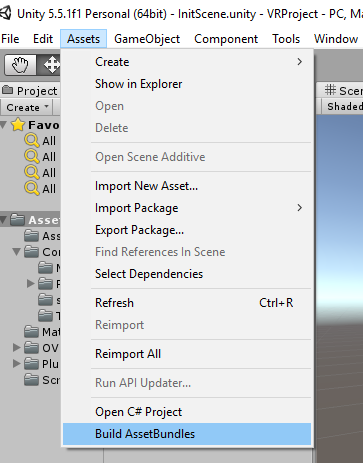 Unity 5.5.1f1 Personal (64bit) - InitScene.unity - VRProject - PC, Ma
File Edit Assets GameObject Component Tools Window
Project
Create
Favo
All
All
All
All
Asse
Ass
Con
M
P
s
T
Mat
OV
Plu
Scr
Create
Show in Explorer
Open
Delete
Open Scene Additive
Import New Asset...
Import Package
Export Package...
Find References In Scene
Select Dependencies
Refresh Ctrl+R
Reimport
Reimport All
Run API Updater...
Open C# Project
Build AssetBundles
Scen
Shaded